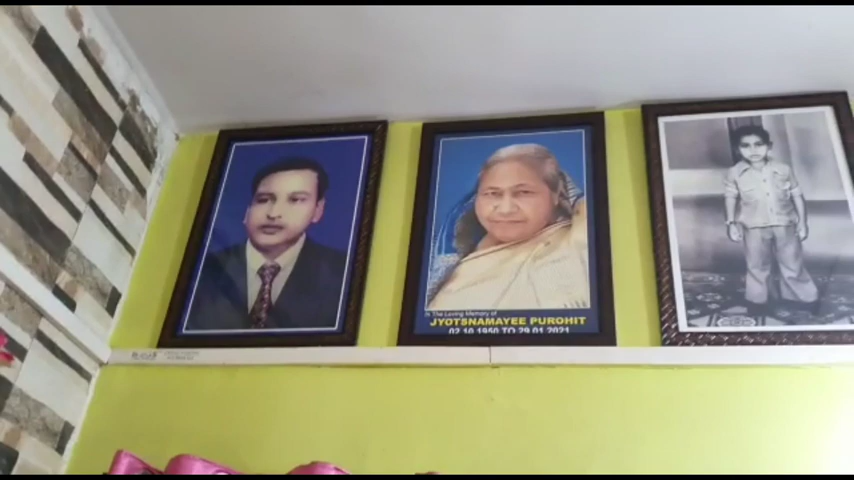 In The Loving Memory of
JYOTSNAMAYEE PUROHIT
02.10.1950 TO 29.01.2021